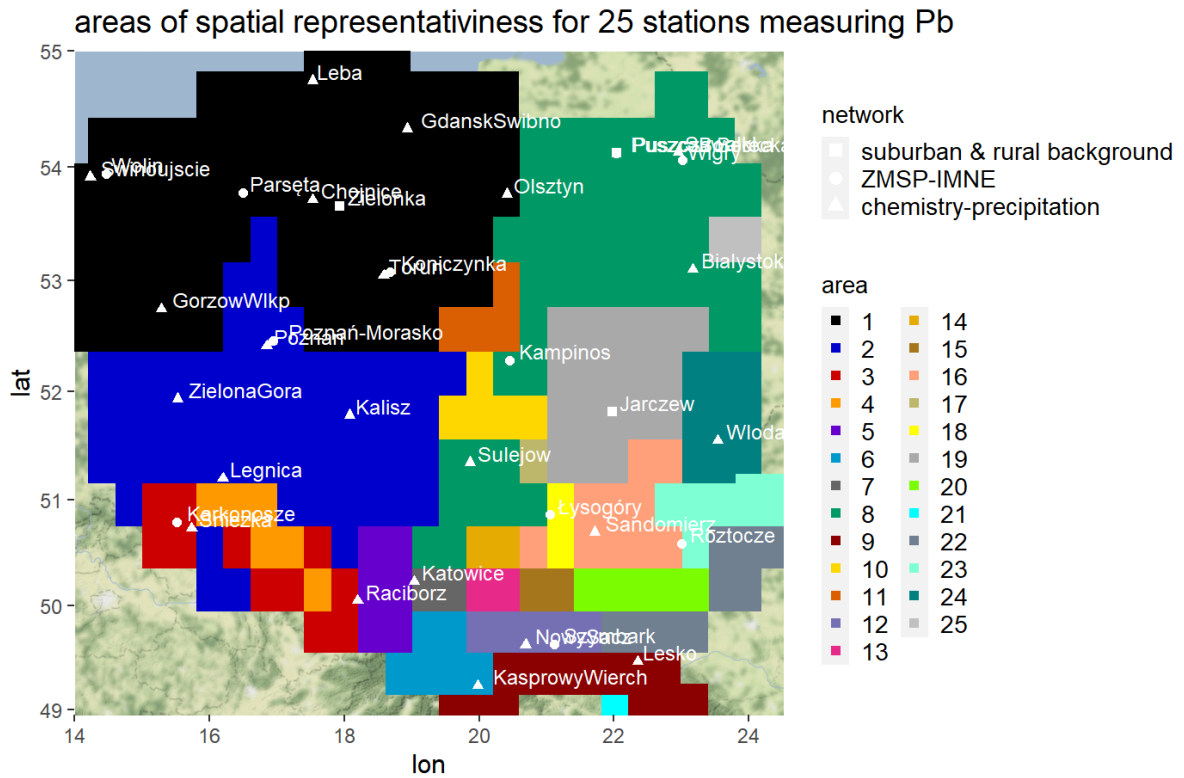 areas of spatial representativiness for 25 stations measuring Pb
55
54
53
52
51
50
49
lat
14
16
18
20
22
24
lon
Leba
GdanskSwibno
Wolin
Swinoujscie
Parsęta
Chojnice
Zielonka
Olsztyn
Wigry
Bialystok
Koniczynka
Torun
GorzowWlkp
Poznań-Morasko
Poznan
Kampinos
ZielonaGora
Kalisz
Jarczew
Wloda
Sulejow
Legnica
Karkonosze
Sniezka
Łysogóry
Sandomierz
Roztocze
Katowice
Raciborz
NowySacz
Szymbark
Lesko
KasprowyWierch
network
suburban & rural background
ZMSP-IMNE
chemistry-precipitation
area
1
2
3
4
5
6
7
8
9
10
11
12
13
14
15
16
17
18
19
20
21
22
23
24
25